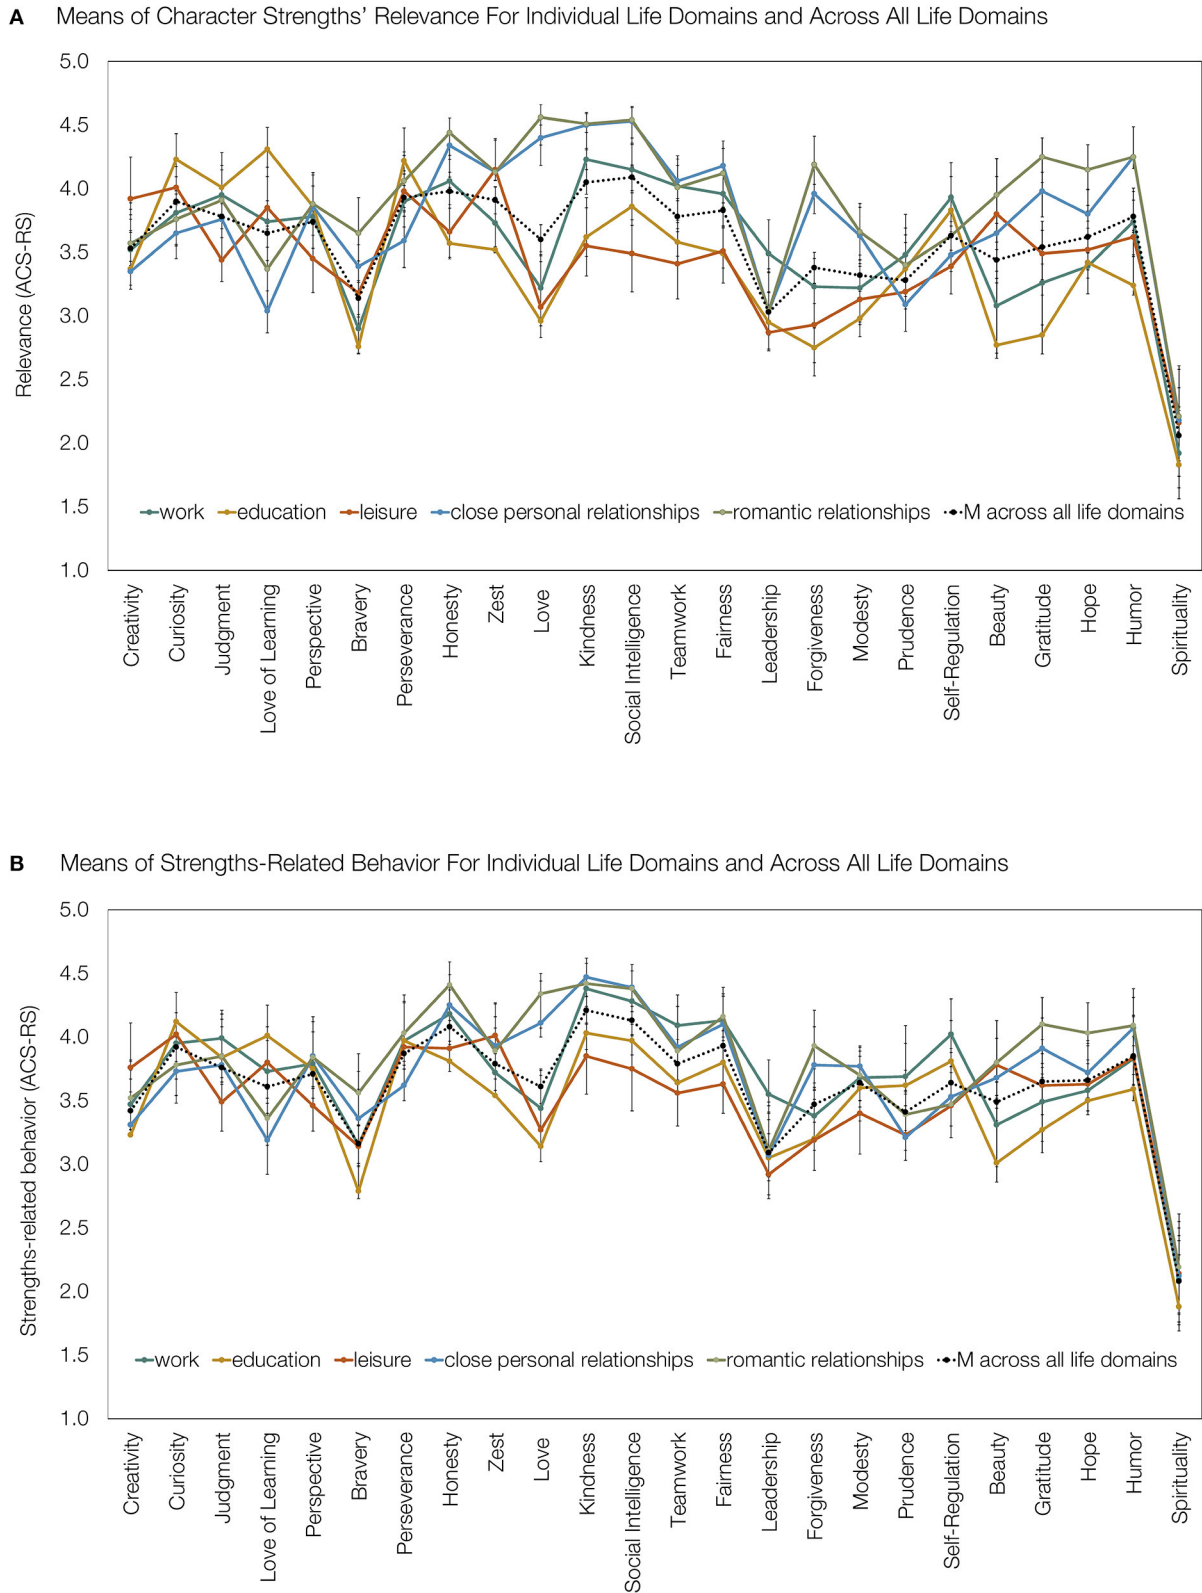 A Means of Character Strengths’ Relevance For Individual Life Domains and Across All Life Domains
Relevance (ACS-RS)
5.0
4.5
4.0
3.5
3.0
2.5
2.0
1.5
1.0
work education leisure close personal relationships romantic relationships M across all life domains
Creativity
Curiosity
Judgment
Love of Learning
Perspective
Bravery
Perseverance
Honesty
Zest
Love
Kindness
Social Intelligence
Teamwork
Fairness
Leadership
Forgiveness
Modesty
Prudence
Self-Regulation
Beauty
Gratitude
Hope
Humor
Spirituality
B Means of Strengths-Related Behavior For Individual Life Domains and Across All Life Domains
Strengths-related behavior (ACS-RS)
5.0
4.5
4.0
3.5
3.0
2.5
2.0
1.5
1.0
work education leisure close personal relationships romantic relationships M across all life domains
Creativity
Curiosity
Judgment
Love of Learning
Perspective
Bravery
Perseverance
Honesty
Zest
Love
Kindness
Social Intelligence
Teamwork
Fairness
Leadership
Forgiveness
Modesty
Prudence
Self-Regulation
Beauty
Gratitude
Hope
Humor
Spirituality